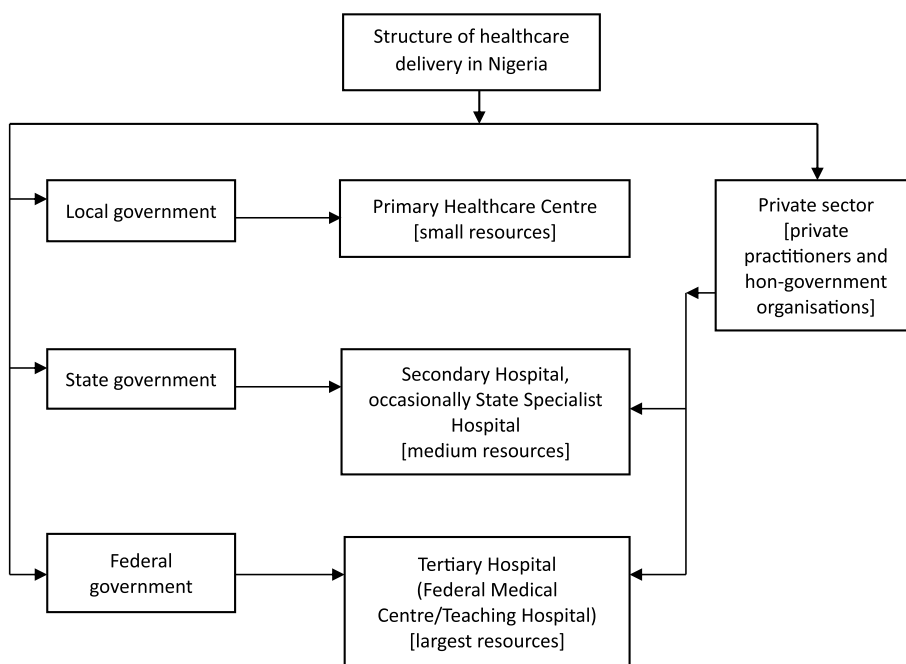 Structure of healthcare
delivery in Nigeria
Local government
Primary Healthcare Centre
[small resources]
Private sector
[private
practitioners and
hon-government
organisations]
State government
Secondary Hospital,
occasionally State Specialist
Hospital
[medium resources]
Federal
government
Tertiary Hospital
(Federal Medical
Centre/Teaching Hospital)
[largest resources]